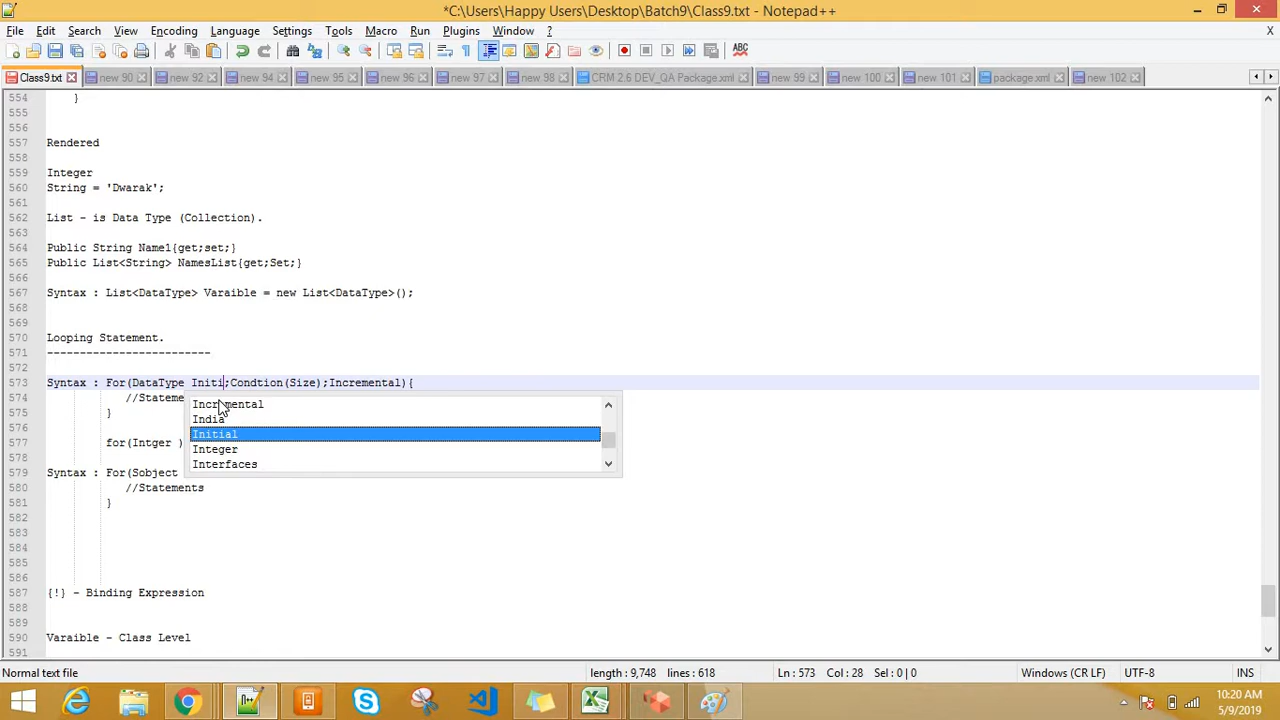 *C:\Users\Happy Users\Desktop\Batch9\Class9.txt - Notepad++
File Edit Search View Encoding Language Settings Tools Macro Run Plugins Window ? X
ABC
Class9.txt new 90 new 92 new 94 new 95 new 96 new 97 new 98 CRM 2.6 DEV_QA Package.xml new 99 new 100 new 101 package.xml new 102
554 }
555
556
557 Rendered
558
559 Integer
560 String = 'Dwarak';
561
562 List - is Data Type (Collection).
563
564 Public String Name1{get;set;}
565 Public List<String> NamesList{get;Set;}
566
567 Syntax : List<DataType> Varaible = new List<DataType>();
568
569
570 Looping Statement.
571 -------------------------
572
573 Syntax : For(DataType Initi;Condtion(Size);Incremental){
574 //Stateme
Incremental
575 }
India
576
Initial
577 for(Intger )
Integer
578
Interfaces
579 Syntax : For(Sobject
580 //Statements
581 }
582
583
584
585
586
587 {!} - Binding Expression
588
589
590 Varaible - Class Level
591
Normal text file length : 9,748 lines : 618 Ln : 573 Col : 28 Sel : 0 | 0 Windows (CR LF) UTF-8 INS
10:20 AM
5/9/2019